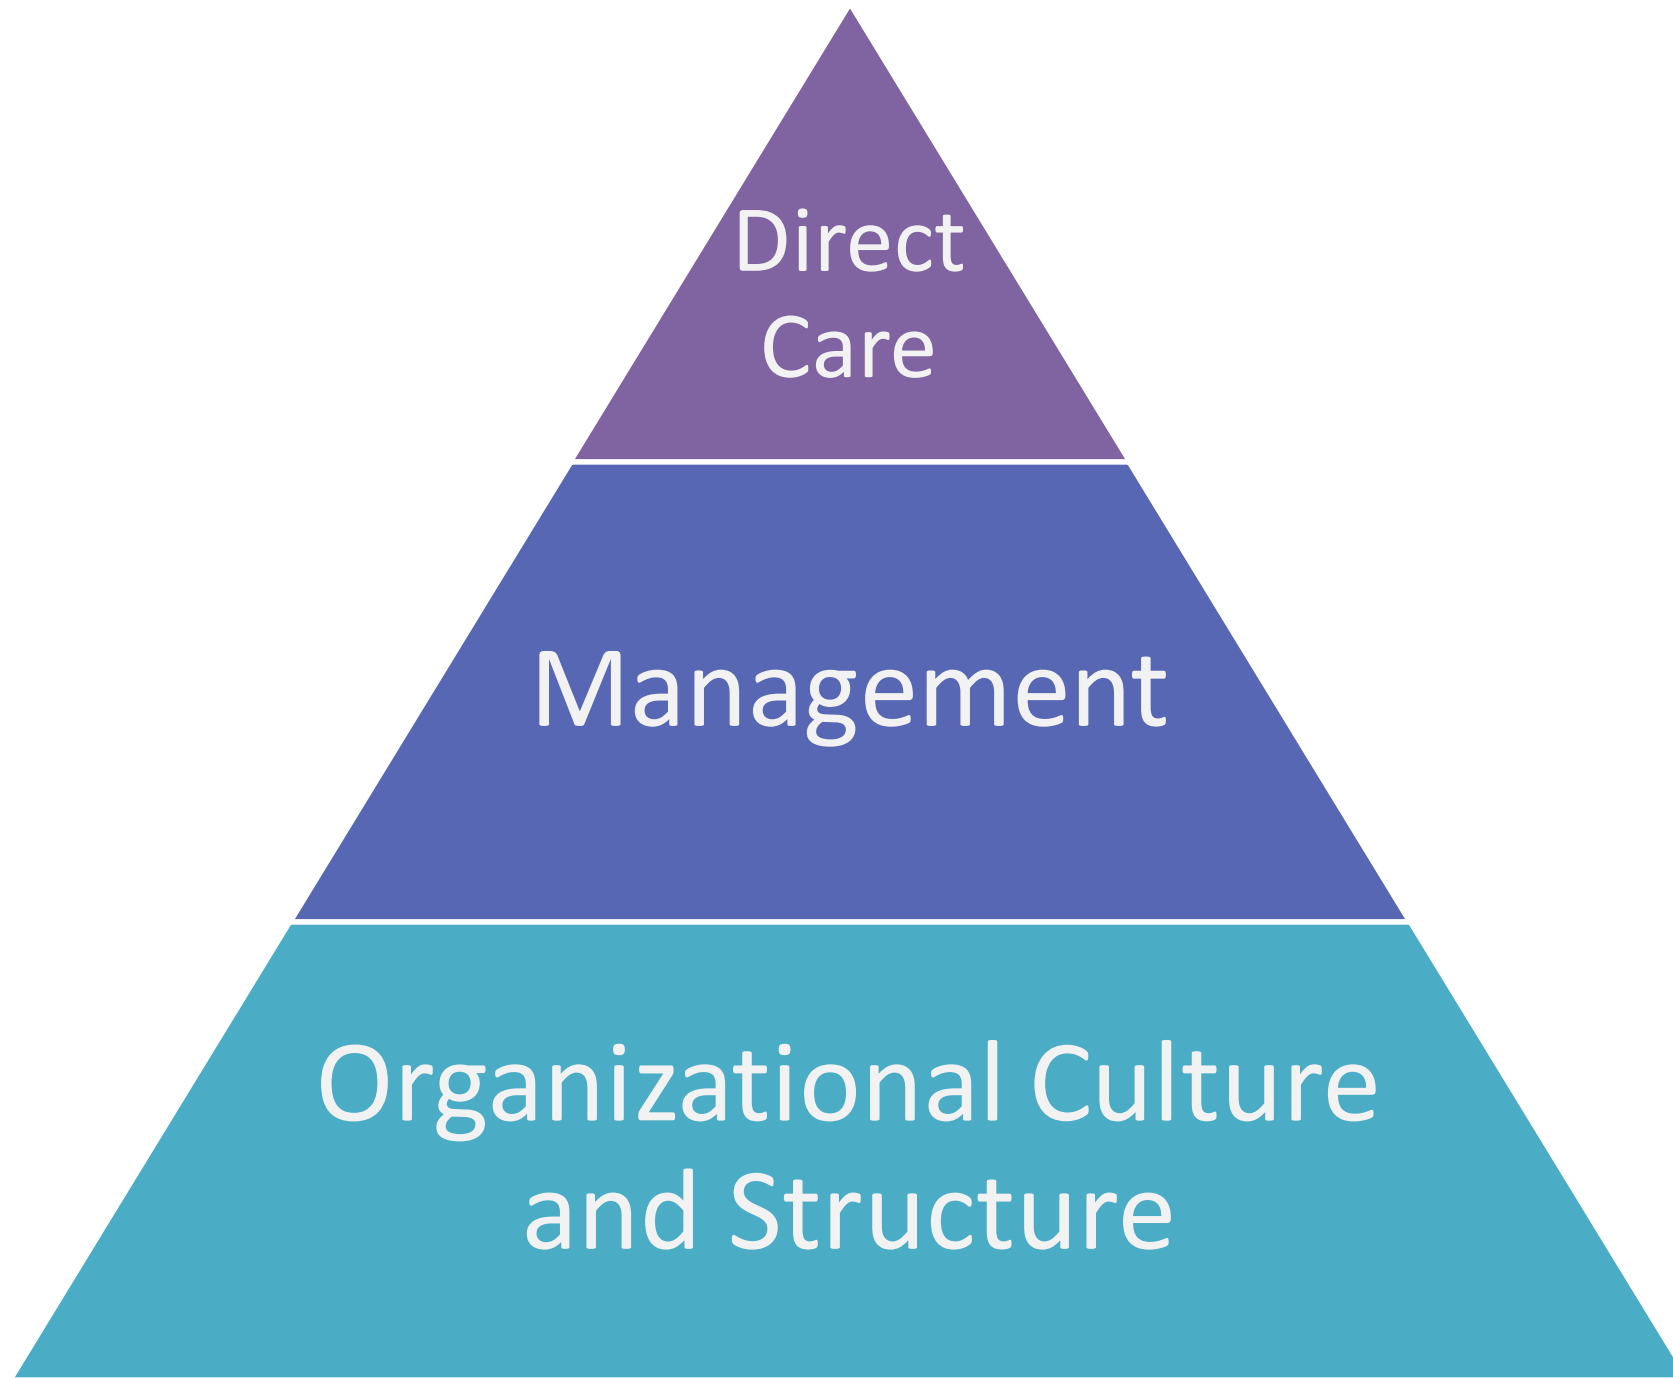 Direct
Care
Management
Organizational Culture
and Structure